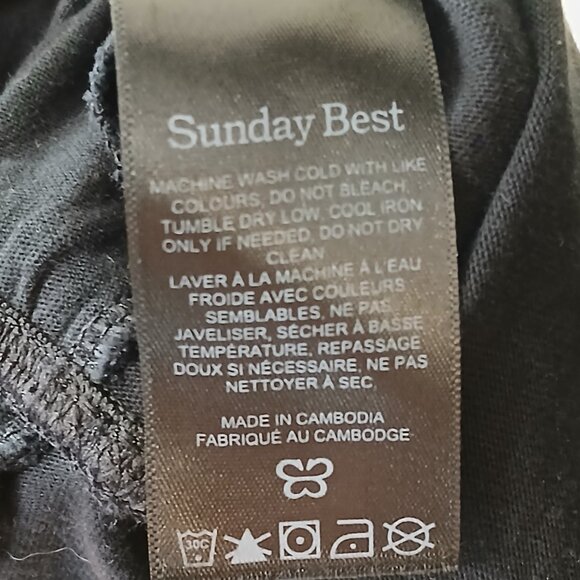 Sunday Best
MACHINE WASH COLD WITH LIKE
COLOURS, DO NOT BLEACH,
TUMBLE DRY LOW, COOL IRON
ONLY IF NEEDED, DO NOT DRY
CLEAN
LAVER À LA MACHINE À L'EAU
FROIDE AVEC COULEURS
SEMBLABLES, NE PAS
JAVELISER, SÉCHER À BASSE
TEMPÉRATURE, REPASSAGE
DOUX SI NÉCESSAIRE, NE PAS
NETTOYER À SEC.
MADE IN CAMBODIA
FABRIQUÉ AU CAMBODGE
30C